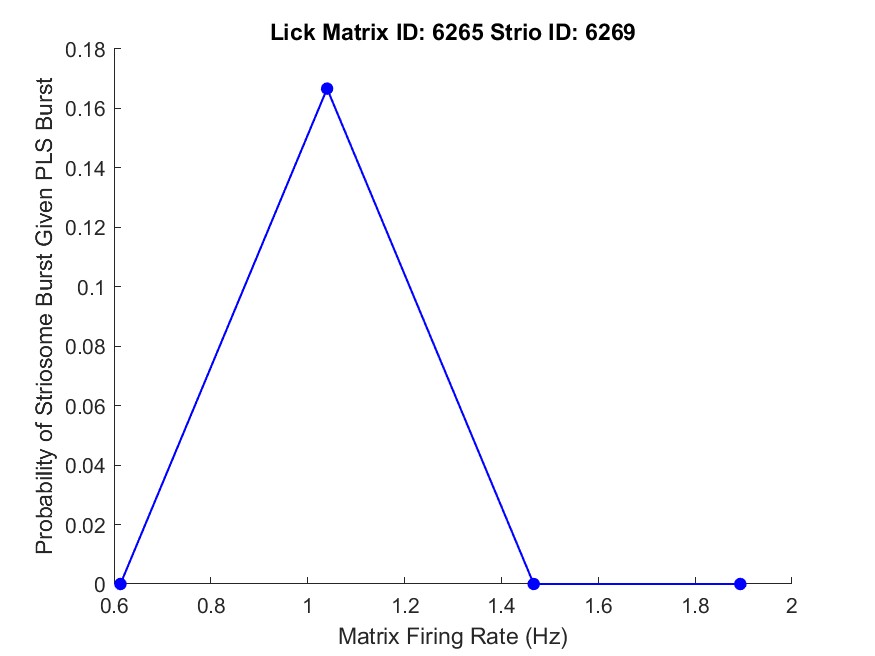 Lick Matrix ID: 6265 Strio ID: 6269
Probability of Striosome Burst Given PLS Burst
0.18
0.16
0.14
0.12
0.1
0.08
0.06
0.04
0.02
0
0.6 0.8 1 1.2 1.4 1.6 1.8 2
Matrix Firing Rate (Hz)